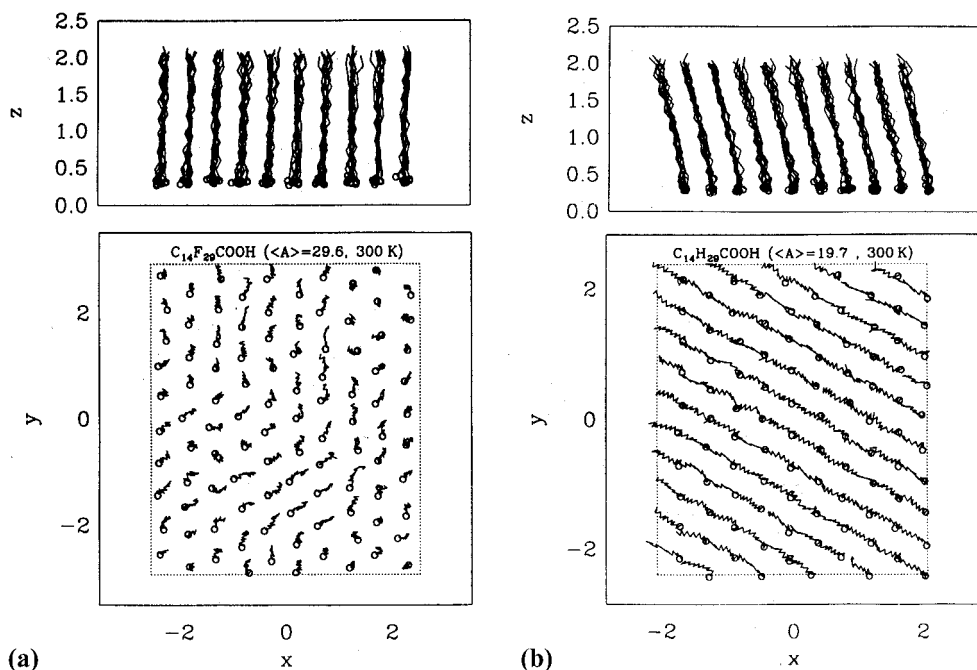 2.5
2.0
1.5
1.0
0.5
0.0
z
C₁₄F₂₉COOH (<A>=29.6, 300 K)
2
0
−2
y
−2 0 2
x
(a)
2.5
2.0
1.5
1.0
0.5
0.0
z
C₁₄H₂₉COOH (<A>=19.7 , 300 K)
2
0
−2
y
−2 0 2
x
(b)